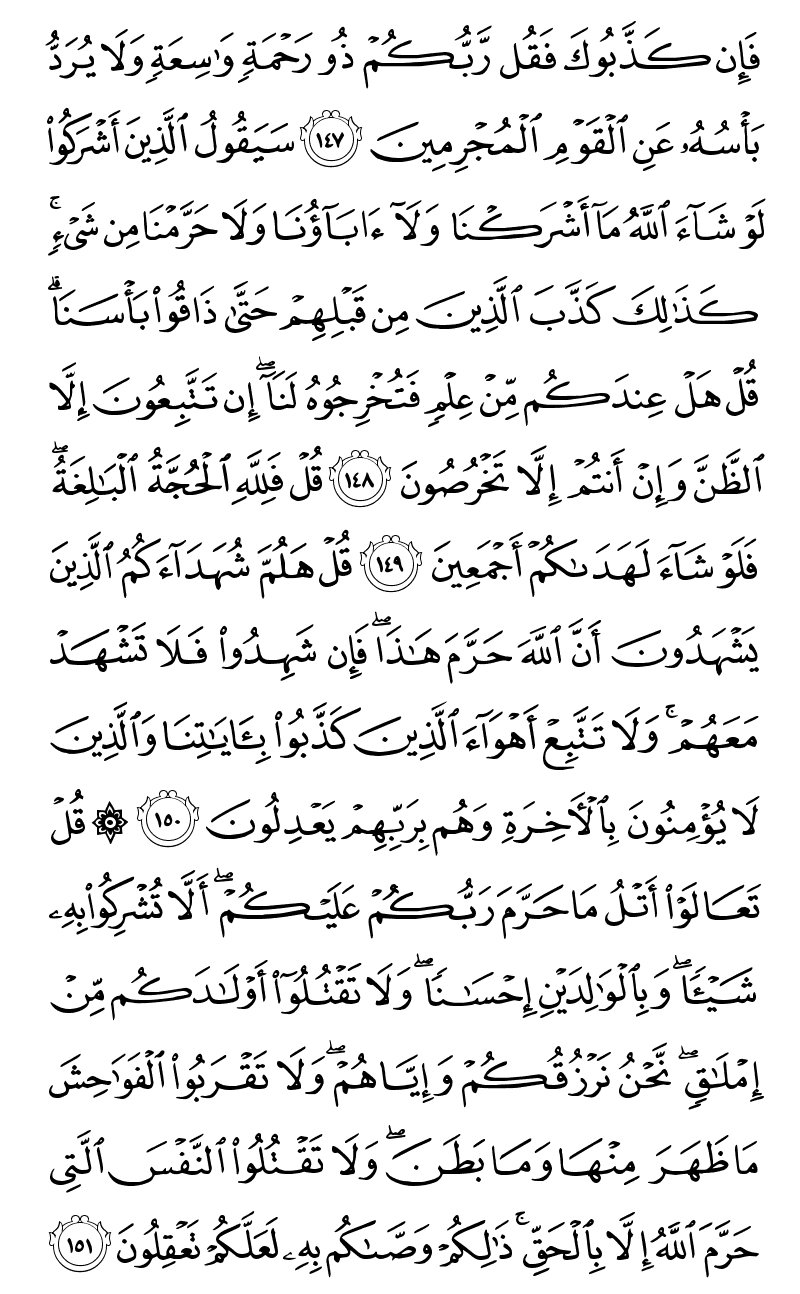 فَإِن كَذَّبُوكَ فَقُل رَّبُّكُمۡ ذُو رَحۡمَةٖ وَٰسِعَةٖ وَلَا يُرَدُّ
بَأۡسُهُۥ عَنِ ٱلۡقَوۡمِ ٱلۡمُجۡرِمِينَ ١٤٧ سَيَقُولُ ٱلَّذِينَ أَشۡرَكُواْ
لَوۡ شَآءَ ٱللَّهُ مَآ أَشۡرَكۡنَا وَلَآ ءَابَآؤُنَا وَلَا حَرَّمۡنَا مِن شَيۡءٖۚ
كَذَٰلِكَ كَذَّبَ ٱلَّذِينَ مِن قَبۡلِهِمۡ حَتَّىٰ ذَاقُواْ بَأۡسَنَاۗ
قُلۡ هَلۡ عِندَكُم مِّنۡ عِلۡمٖ فَتُخۡرِجُوهُ لَنَآۖ إِن تَتَّبِعُونَ إِلَّا
ٱلظَّنَّ وَإِنۡ أَنتُمۡ إِلَّا تَخۡرُصُونَ ١٤٨ قُلۡ فَلِلَّهِ ٱلۡحُجَّةُ ٱلۡبَٰلِغَةُۖ
فَلَوۡ شَآءَ لَهَدَىٰكُمۡ أَجۡمَعِينَ ١٤٩ قُلۡ هَلُمَّ شُهَدَآءَكُمُ ٱلَّذِينَ
يَشۡهَدُونَ أَنَّ ٱللَّهَ حَرَّمَ هَٰذَاۖ فَإِن شَهِدُواْ فَلَا تَشۡهَدۡ
مَعَهُمۡۚ وَلَا تَتَّبِعۡ أَهۡوَآءَ ٱلَّذِينَ كَذَّبُواْ بِـَٔايَٰتِنَا وَٱلَّذِينَ
لَا يُؤۡمِنُونَ بِٱلۡأٓخِرَةِ وَهُم بِرَبِّهِمۡ يَعۡدِلُونَ ١٥٠ ۞ قُلۡ
تَعَالَوۡاْ أَتۡلُ مَا حَرَّمَ رَبُّكُمۡ عَلَيۡكُمۡۖ أَلَّا تُشۡرِكُواْ بِهِۦ
شَيۡـٔٗاۖ وَبِٱلۡوَٰلِدَيۡنِ إِحۡسَٰنٗاۖ وَلَا تَقۡتُلُوٓاْ أَوۡلَٰدَكُم مِّنۡ
إِمۡلَٰقٖۖ نَّحۡنُ نَرۡزُقُكُمۡ وَإِيَّاهُمۡۖ وَلَا تَقۡرَبُواْ ٱلۡفَوَٰحِشَ
مَا ظَهَرَ مِنۡهَا وَمَا بَطَنَۖ وَلَا تَقۡتُلُواْ ٱلنَّفۡسَ ٱلَّتِي
حَرَّمَ ٱللَّهُ إِلَّا بِٱلۡحَقِّۚ ذَٰلِكُمۡ وَصَّىٰكُم بِهِۦ لَعَلَّكُمۡ تَعۡقِلُونَ ١٥١